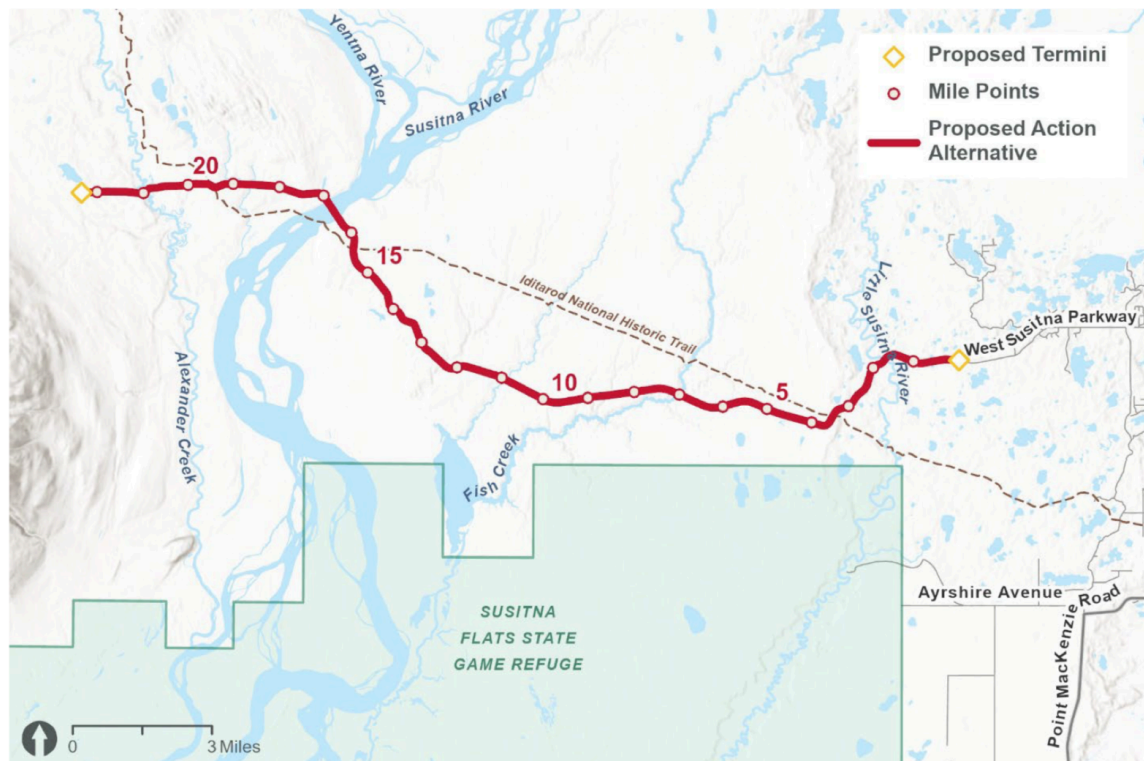 Yentna River
Susitna River
Proposed Termini
Mile Points
Proposed Action
Alternative
20
15
Iditarod National Historic Trail
Little Susitna River
West Susitna Parkway
10
5
Alexander Creek
Fish Creek
SUSITNA
FLATS STATE
GAME REFUGE
Ayrshire Avenue
Point MacKenzie Road
0
3 Miles